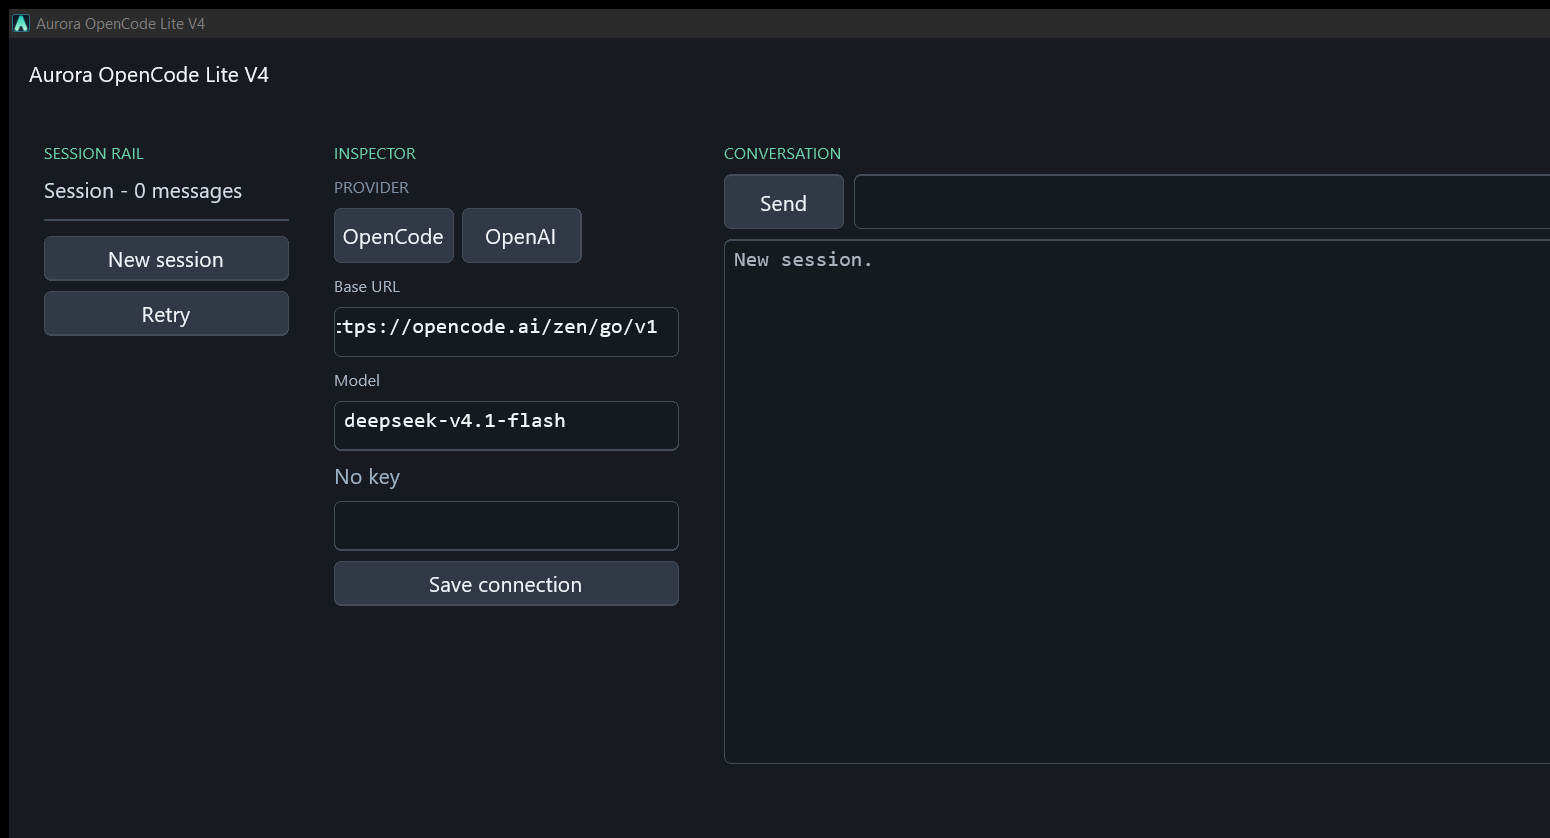 Aurora OpenCode Lite V4
Aurora OpenCode Lite V4
SESSION RAIL
Session - 0 messages
New session
Retry
INSPECTOR
PROVIDER
OpenCode
OpenAI
Base URL
ttps://opencode.ai/zen/go/v1
Model
deepseek-v4.1-flash
No key
Save connection
CONVERSATION
Send
New session.